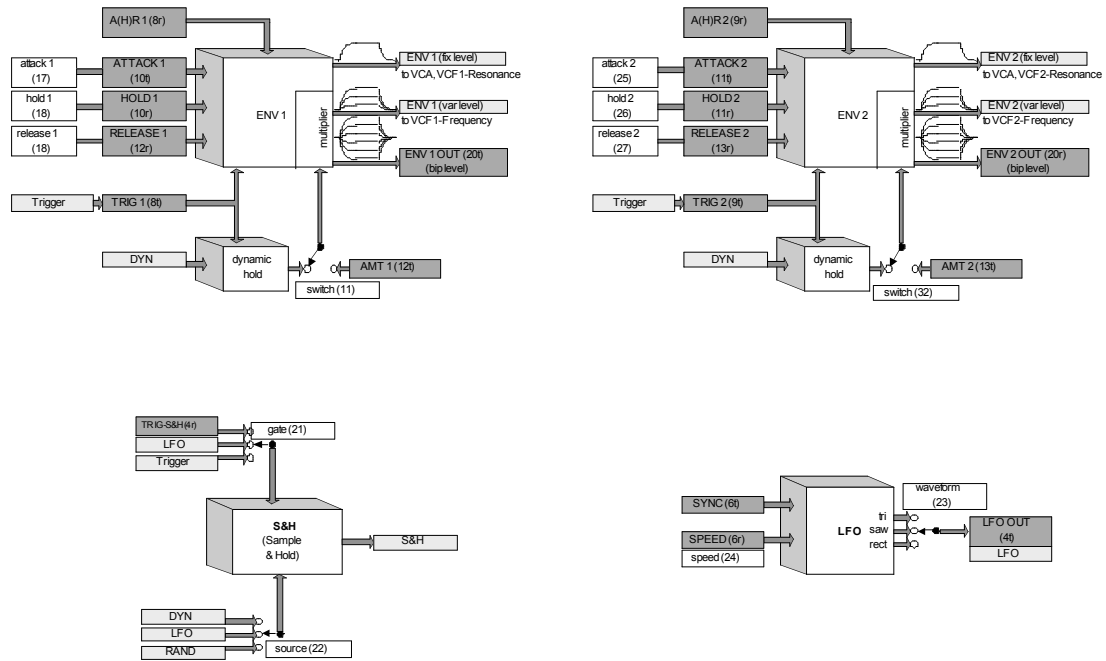 A(H)R 1 (8r)
attack 1
(17)
ATTACK 1
(10t)
hold 1
(18)
HOLD 1
(10r)
release 1
(18)
RELEASE 1
(12r)
ENV 1
multiplier
ENV 1 (fix level)
to VCA, VCF1-Resonance
ENV 1 (var level)
to VCF1-Frequency
ENV 1 OUT (20t)
(bip level)
Trigger
TRIG 1 (8t)
DYN
dynamic
hold
AMT 1 (12t)
switch (11)
A(H)R 2 (9r)
attack 2
(25)
ATTACK 2
(11t)
hold 2
(26)
HOLD 2
(11r)
release 2
(27)
RELEASE 2
(13r)
ENV 2
multiplier
ENV 2 (fix level)
to VCA, VCF2-Resonance
ENV 2 (var level)
to VCF2-Frequency
ENV 2 OUT (20r)
(bip level)
Trigger
TRIG 2 (9t)
DYN
dynamic
hold
AMT 2 (13t)
switch (32)
TRIG-S&H (4r)
LFO
Trigger
gate (21)
S&H
(Sample
& Hold)
S&H
DYN
LFO
RAND
source (22)
SYNC (6t)
SPEED (6r)
speed (24)
LFO
tri
saw
rect
waveform
(23)
LFO OUT
(4t)
LFO